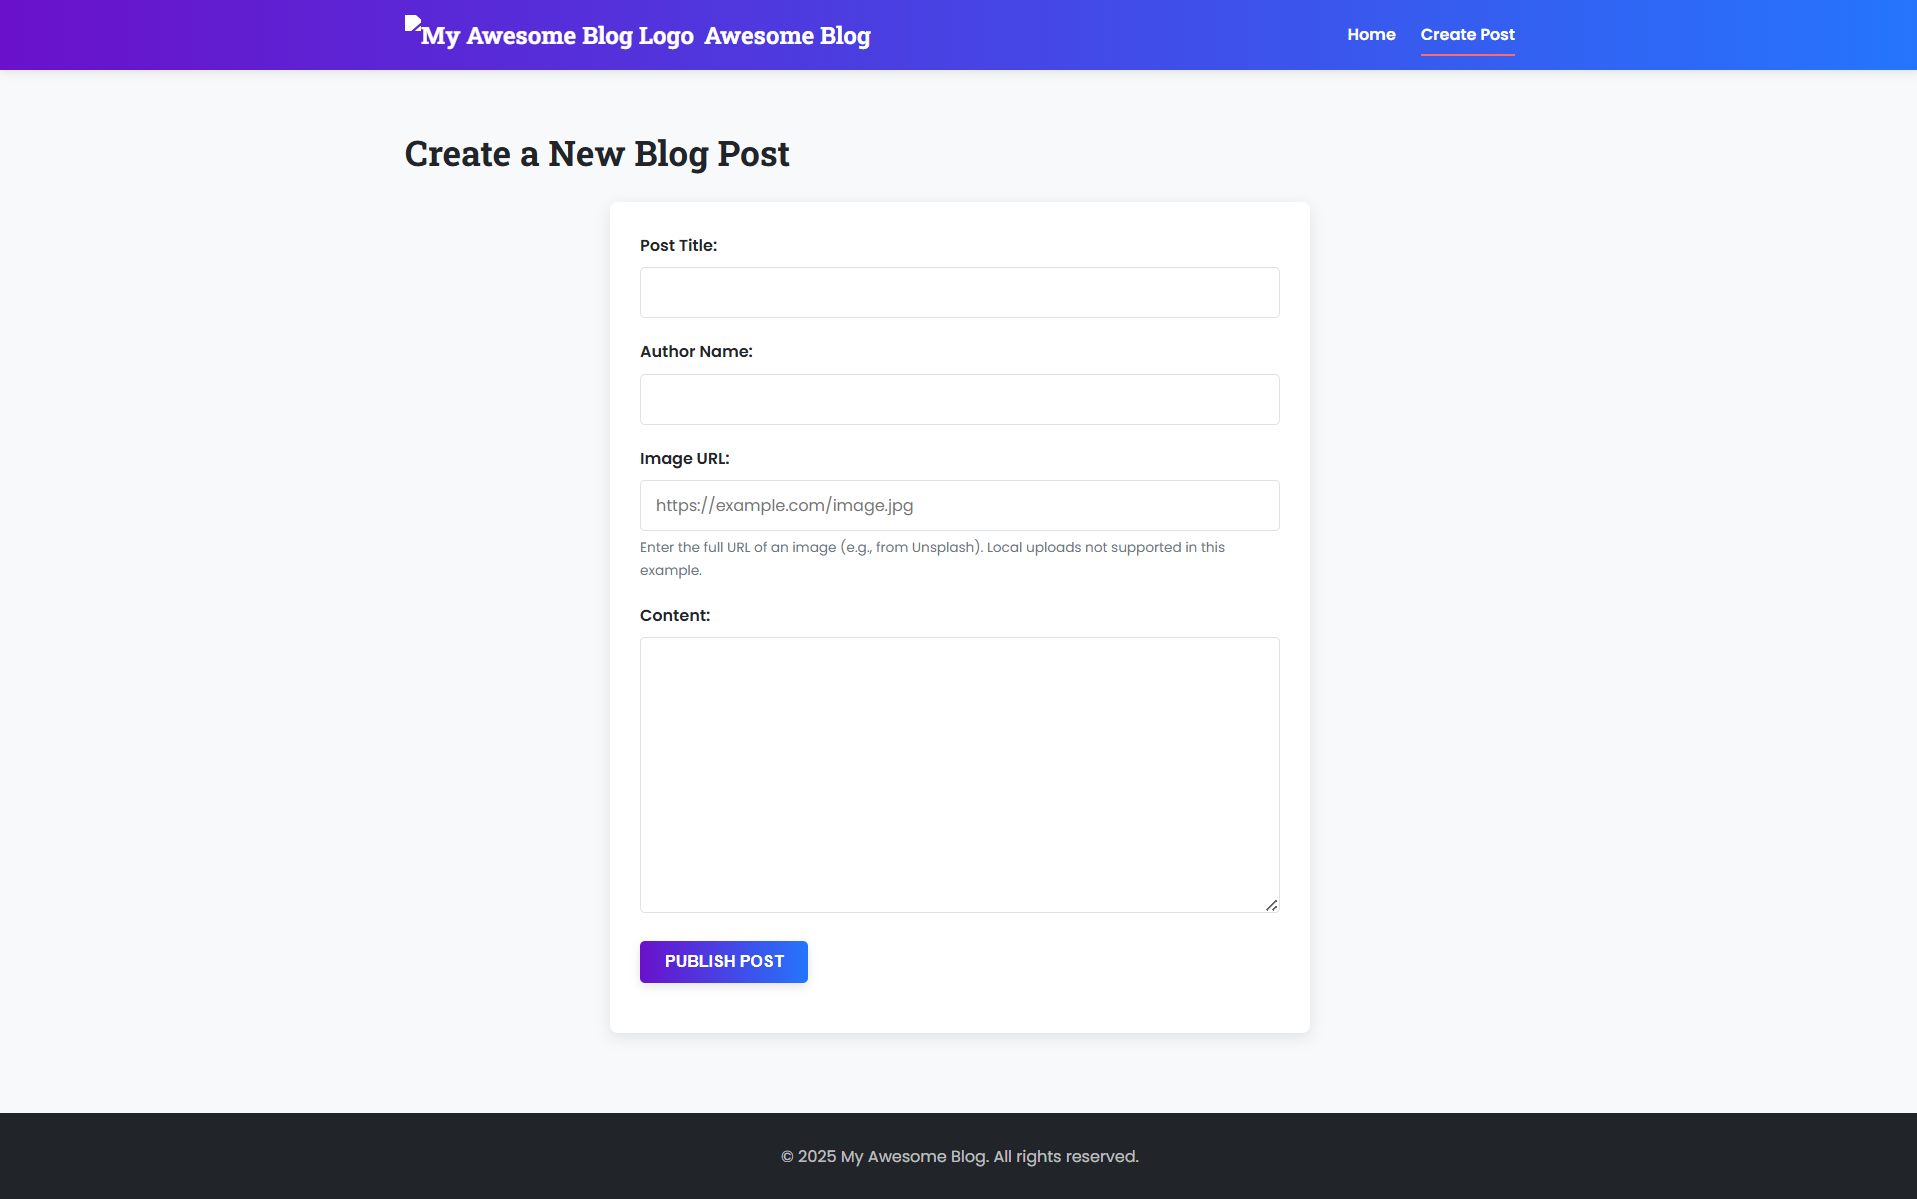 My Awesome Blog Logo Awesome Blog
Home
Create Post
Create a New Blog Post
Post Title:
Author Name:
Image URL:
https://example.com/image.jpg
Enter the full URL of an image (e.g., from Unsplash). Local uploads not supported in this
example.
Content:
PUBLISH POST
© 2025 My Awesome Blog. All rights reserved.